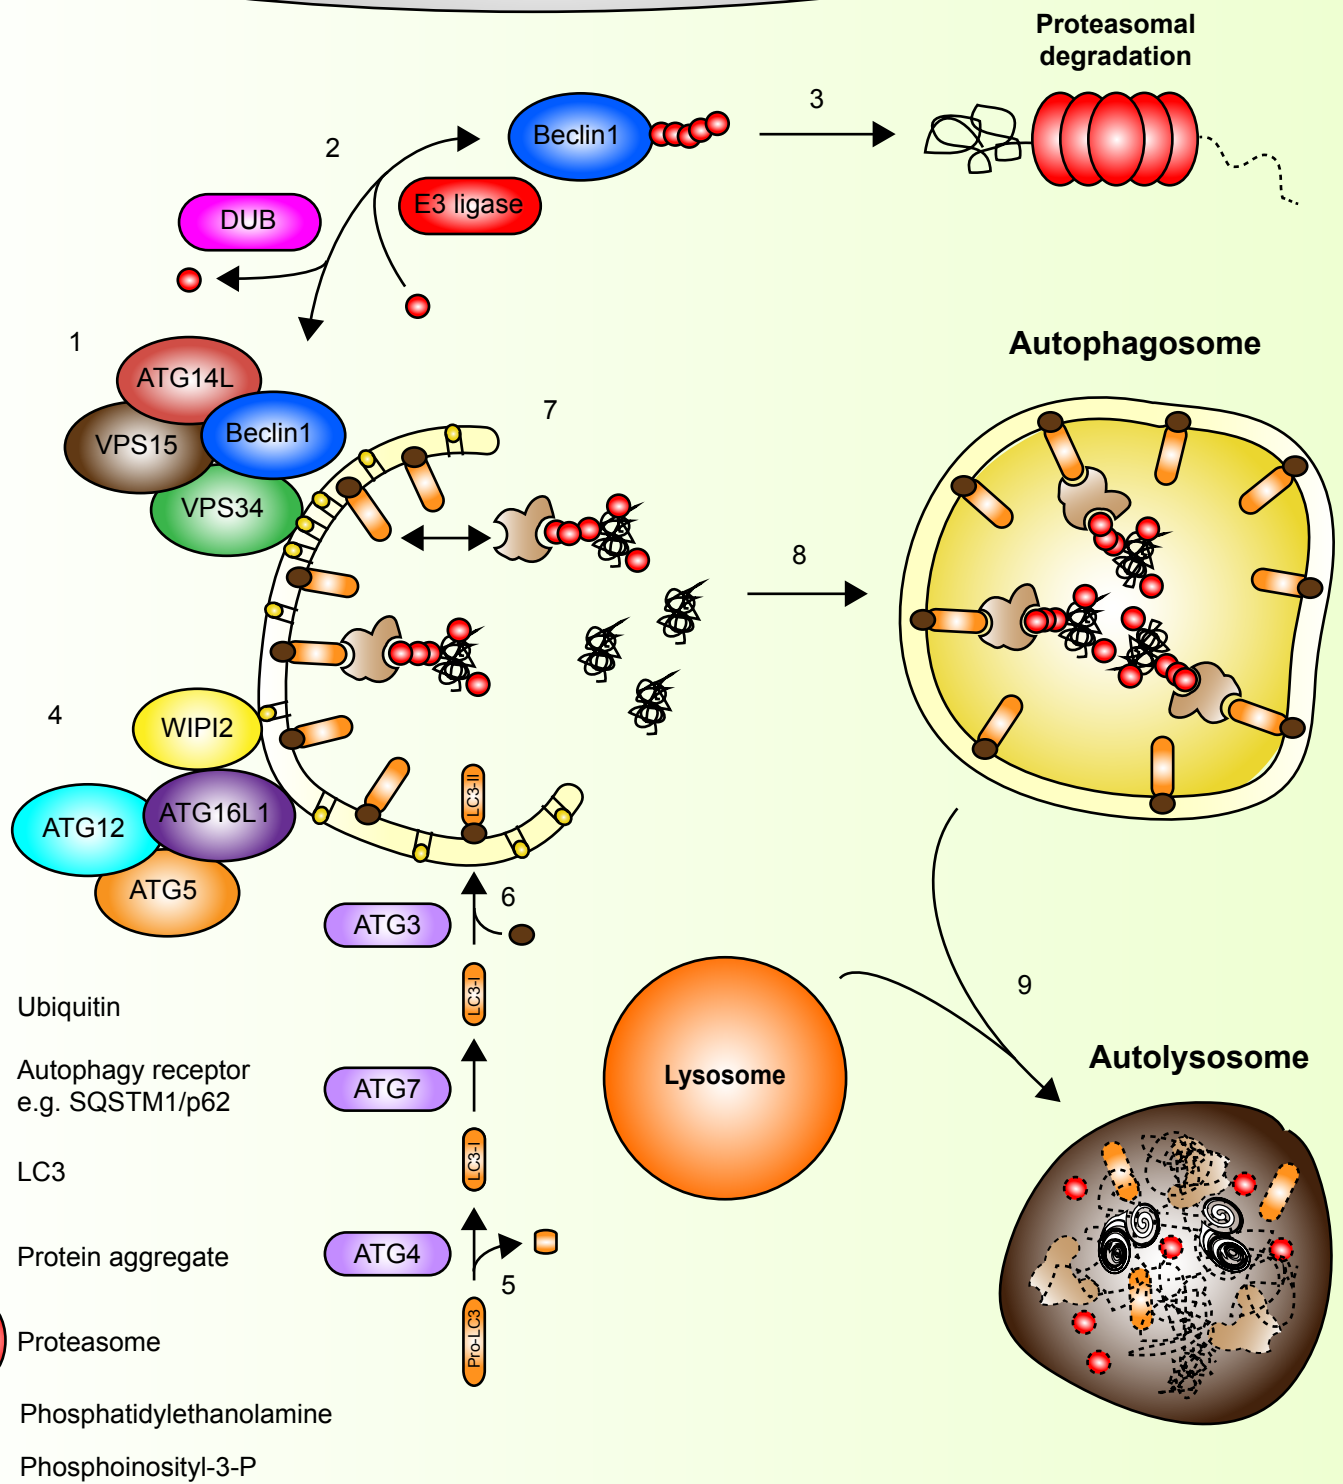 Proteasomal
degradation
3
Beclin1
2
E3 ligase
DUB
1
ATG14L
Autophagosome
Beclin1
VPS15
7
VPS34
8
4
WIPI2
LC3-II
ATG16L1
ATG12
ATG5
6
ATG3
LC3-I
9
Ubiquitin
Autophagy receptor
e.g. SQSTM1/p62
ATG7
Lysosome
Autolysosome
LC3-I
LC3
Protein aggregate
ATG4
5
Pro-LC3
Proteasome
Phosphatidylethanolamine
Phosphoinosityl-3-P